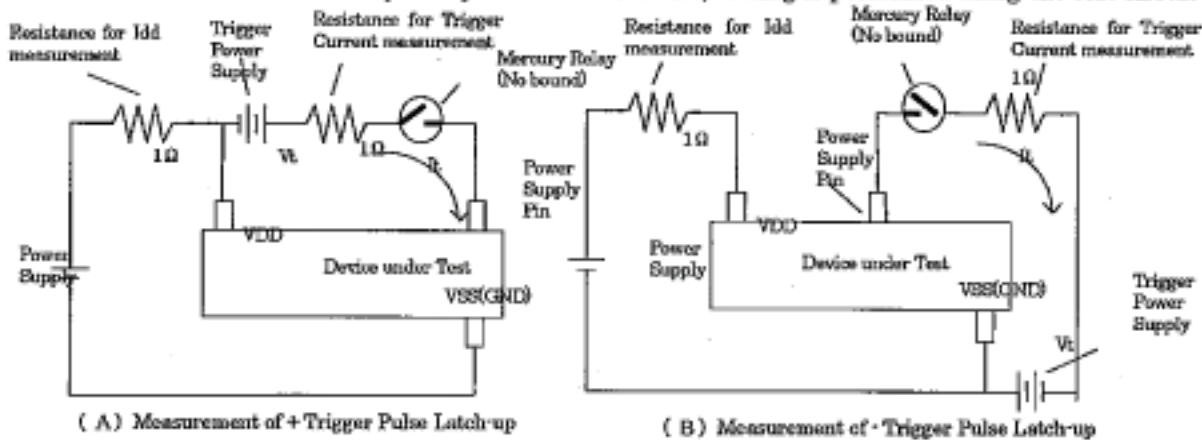 Resistance for Idd
measurement
Trigger
Power
Supply
Resistance for Trigger
Current measurement
Mercury Relay
(No bound)
1Ω
Vt
1Ω
It
VDD
Power
Supply
Device under Test
VSS(GND)
( A ) Measurement of + Trigger Pulse Latch-up
Resistance for Idd
measurement
Mercury Relay
(No bound)
Resistance for Trigger
Current measurement
1Ω
1Ω
It
Power
Supply
Pin
Power
Supply
Pin
VDD
Power
Supply
Device under Test
VSS(GND)
Trigger
Power
Supply
Vt
( B ) Measurement of - Trigger Pulse Latch-up